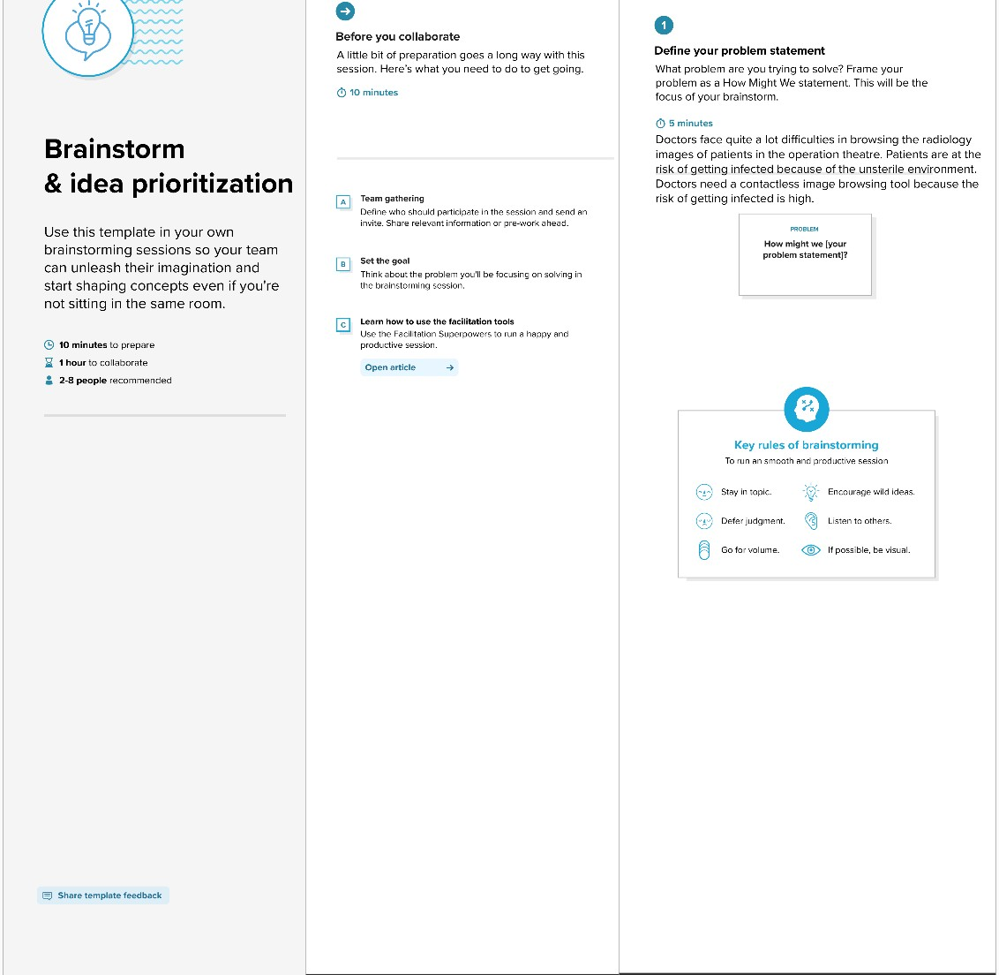 Brainstorm
& idea prioritization
Use this template in your own
brainstorming sessions so your team
can unleash their imagination and
start shaping concepts even if you're
not sitting in the same room.
10 minutes to prepare
1 hour to collaborate
2-8 people recommended
Share template feedback
Before you collaborate
A little bit of preparation goes a long way with this
session. Here's what you need to do to get going.
10 minutes
A
Team gathering
Define who should participate in the session and send an
invite. Share relevant information or pre-work ahead.
B
Set the goal
Think about the problem you'll be focusing on solving in
the brainstorming session.
C
Learn how to use the facilitation tools
Use the Facilitation Superpowers to run a happy and
productive session.
Open article
1
Define your problem statement
What problem are you trying to solve? Frame your
problem as a How Might We statement. This will be the
focus of your brainstorm.
5 minutes
Doctors face quite a lot difficulties in browsing the radiology
images of patients in the operation theatre. Patients are at the
risk of getting infected because of the unsterile environment.
Doctors need a contactless image browsing tool because the
risk of getting infected is high.
PROBLEM
How might we [your
problem statement]?
Key rules of brainstorming
To run an smooth and productive session
Stay in topic.
Encourage wild ideas.
Defer judgment.
Listen to others.
Go for volume.
If possible, be visual.